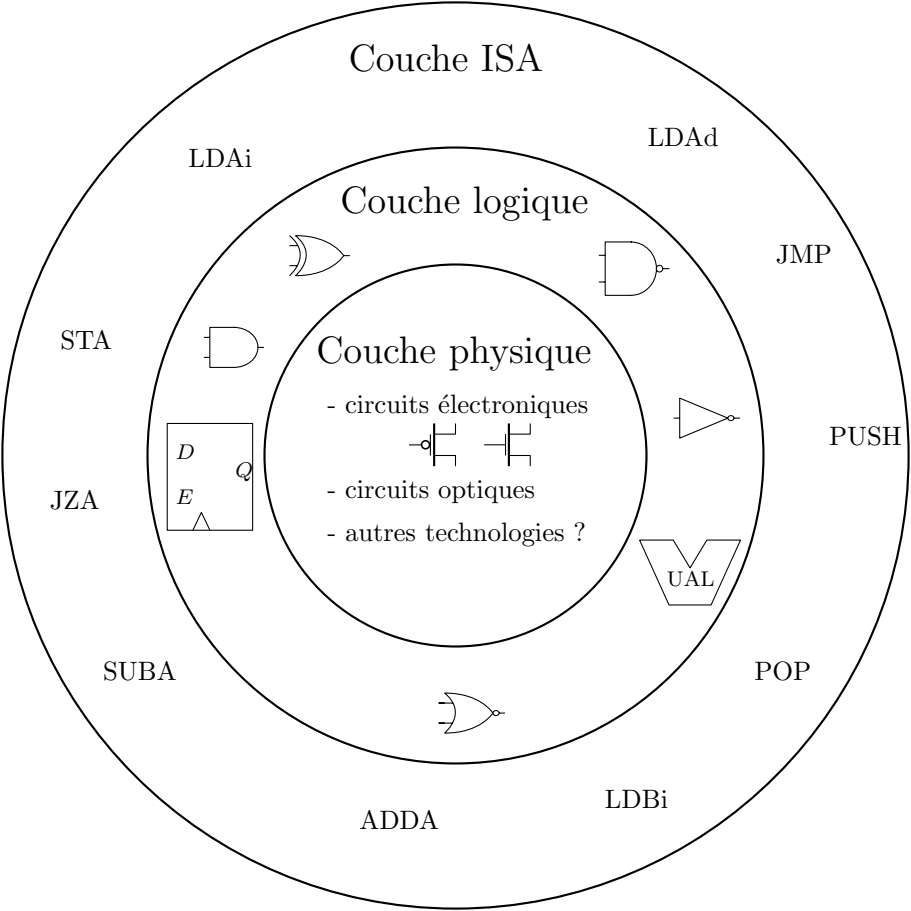 Couche ISA
LDAd
LDAi
Couche logique
JMP
STA
Couche physique
- circuits électroniques
PUSH
D
Q
E
JZA
- circuits optiques
- autres technologies ?
UAL
SUBA
POP
LDBi
ADDA